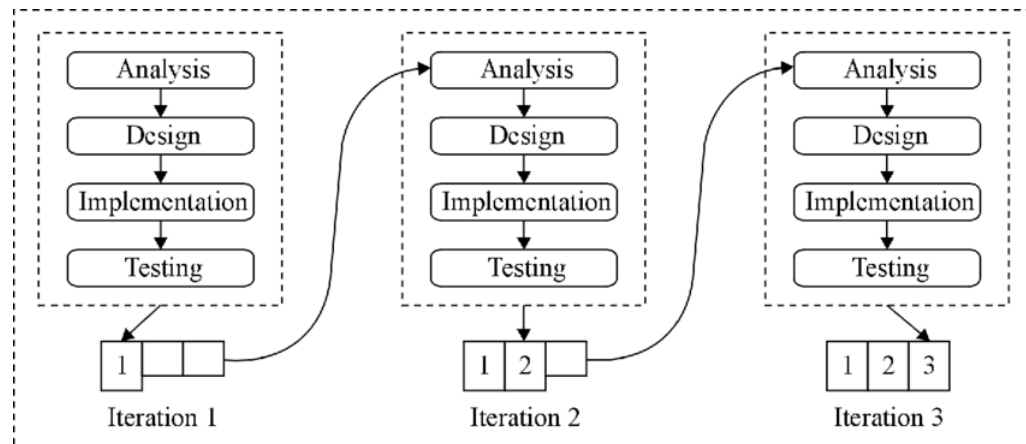 Analysis
Design
Implementation
Testing
1
Iteration 1
Analysis
Design
Implementation
Testing
1 2
Iteration 2
Analysis
Design
Implementation
Testing
1 2 3
Iteration 3